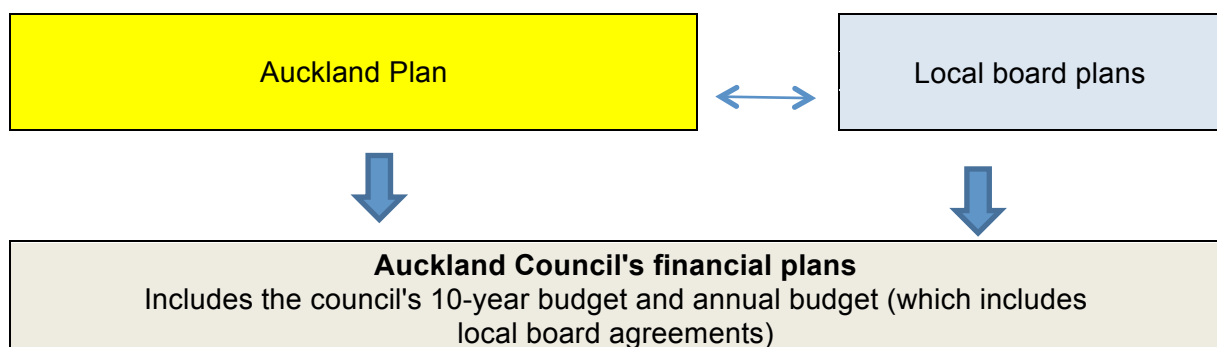 Auckland Plan
Local board plans
Auckland Council's financial plans
Includes the council's 10-year budget and annual budget (which includes
local board agreements)